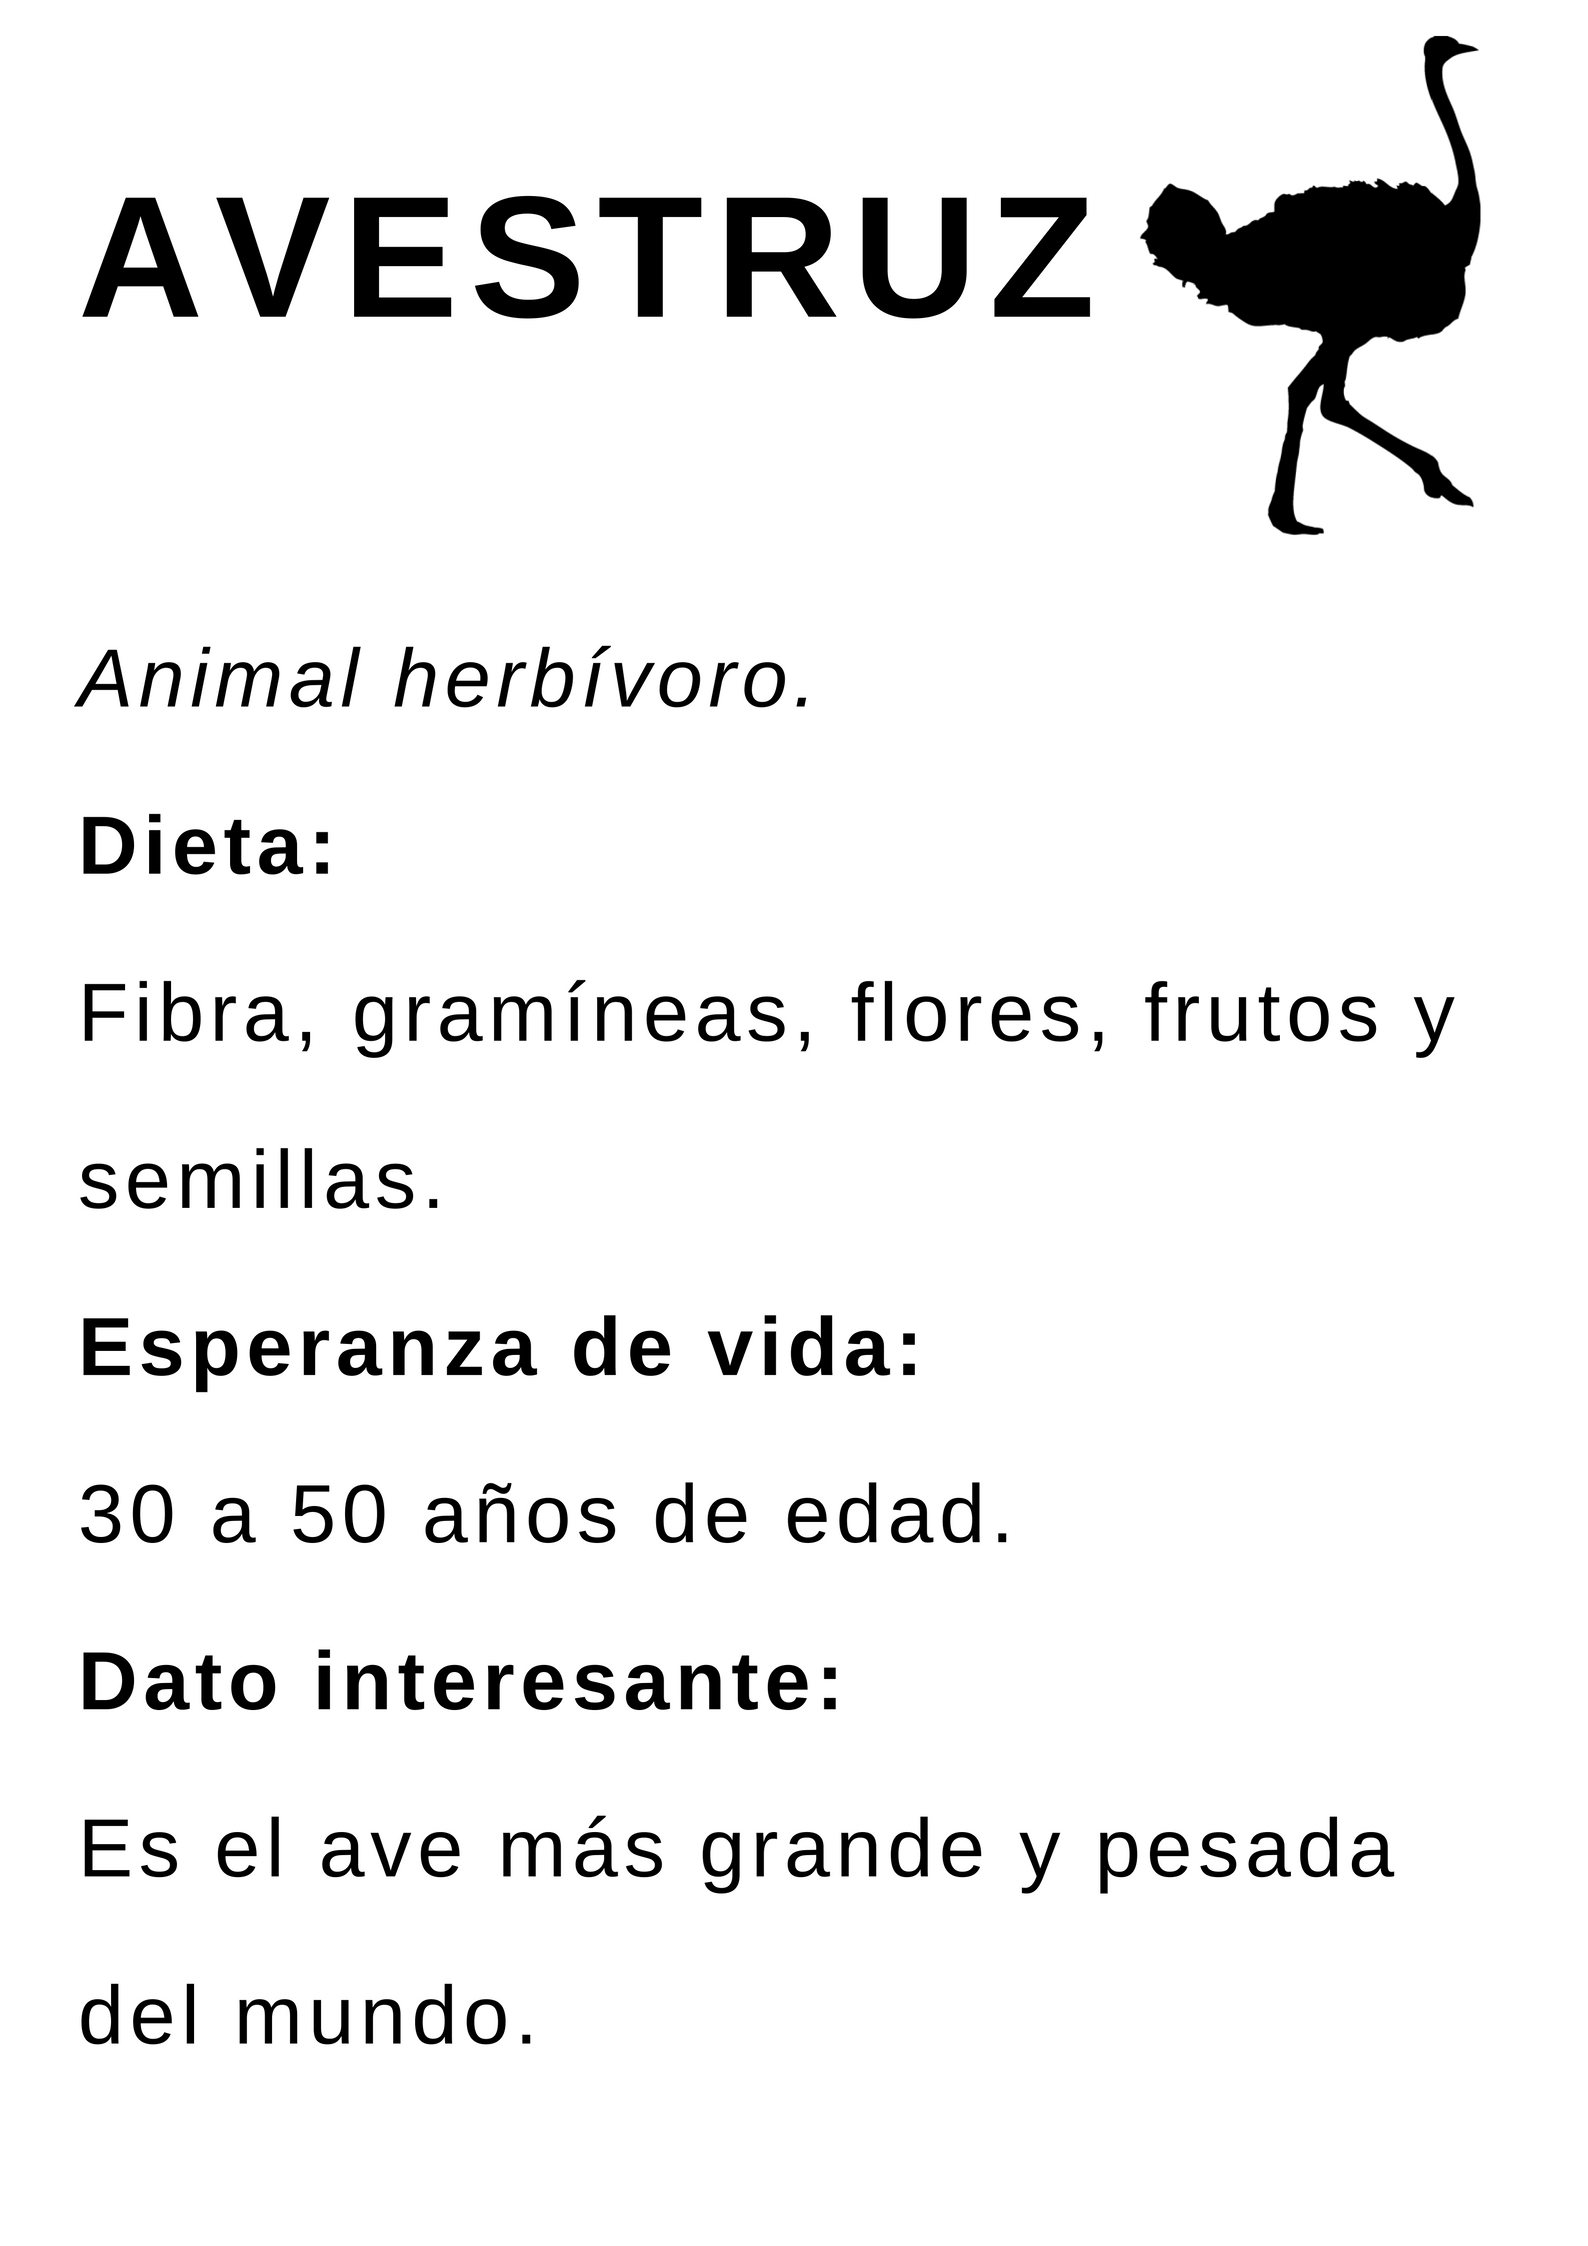 AVESTRUZ
Animal herbívoro.
Dieta:
Fibra, gramíneas, flores, frutos y
semillas.
Esperanza de vida:
30 a 50 años de edad.
Dato interesante:
Es el ave más grande y pesada
del mundo.